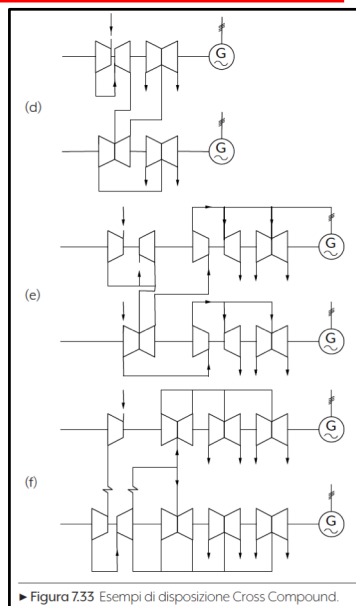 G
(d)
G
G
(e)
G
G
(f)
G
► Figura 7.33 Esempi di disposizione Cross Compound.